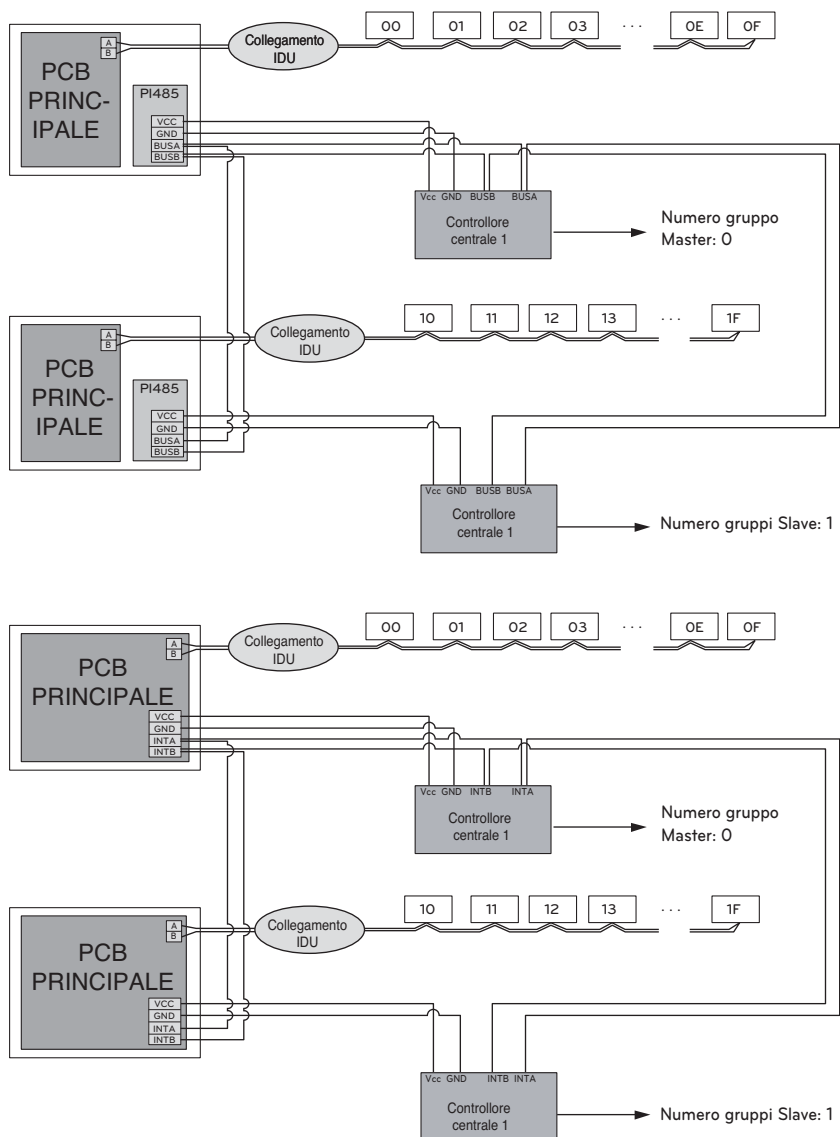 00 01 02 03 ... 0E 0F
A
B
Collegamento
IDU
PCB
PRINC-
IPALE
PI485
VCC
GND
BUSA
BUSB
Vcc GND BUSB BUSA
Controllore
centrale 1
Numero gruppo
Master: 0
10 11 12 13 ... 1F
A
B
Collegamento
IDU
PCB
PRINC-
IPALE
PI485
VCC
GND
BUSA
BUSB
Vcc GND BUSB BUSA
Controllore
centrale 1
Numero gruppi Slave: 1
00 01 02 03 ... 0E 0F
A
B
Collegamento
IDU
PCB
PRINCIPALE
VCC
GND
INTA
INTB
Vcc GND INTB INTA
Controllore
centrale 1
Numero gruppo
Master: 0
10 11 12 13 ... 1F
A
B
Collegamento
IDU
PCB
PRINCIPALE
VCC
GND
INTA
INTB
Vcc GND INTB INTA
Controllore
centrale 1
Numero gruppi Slave: 1